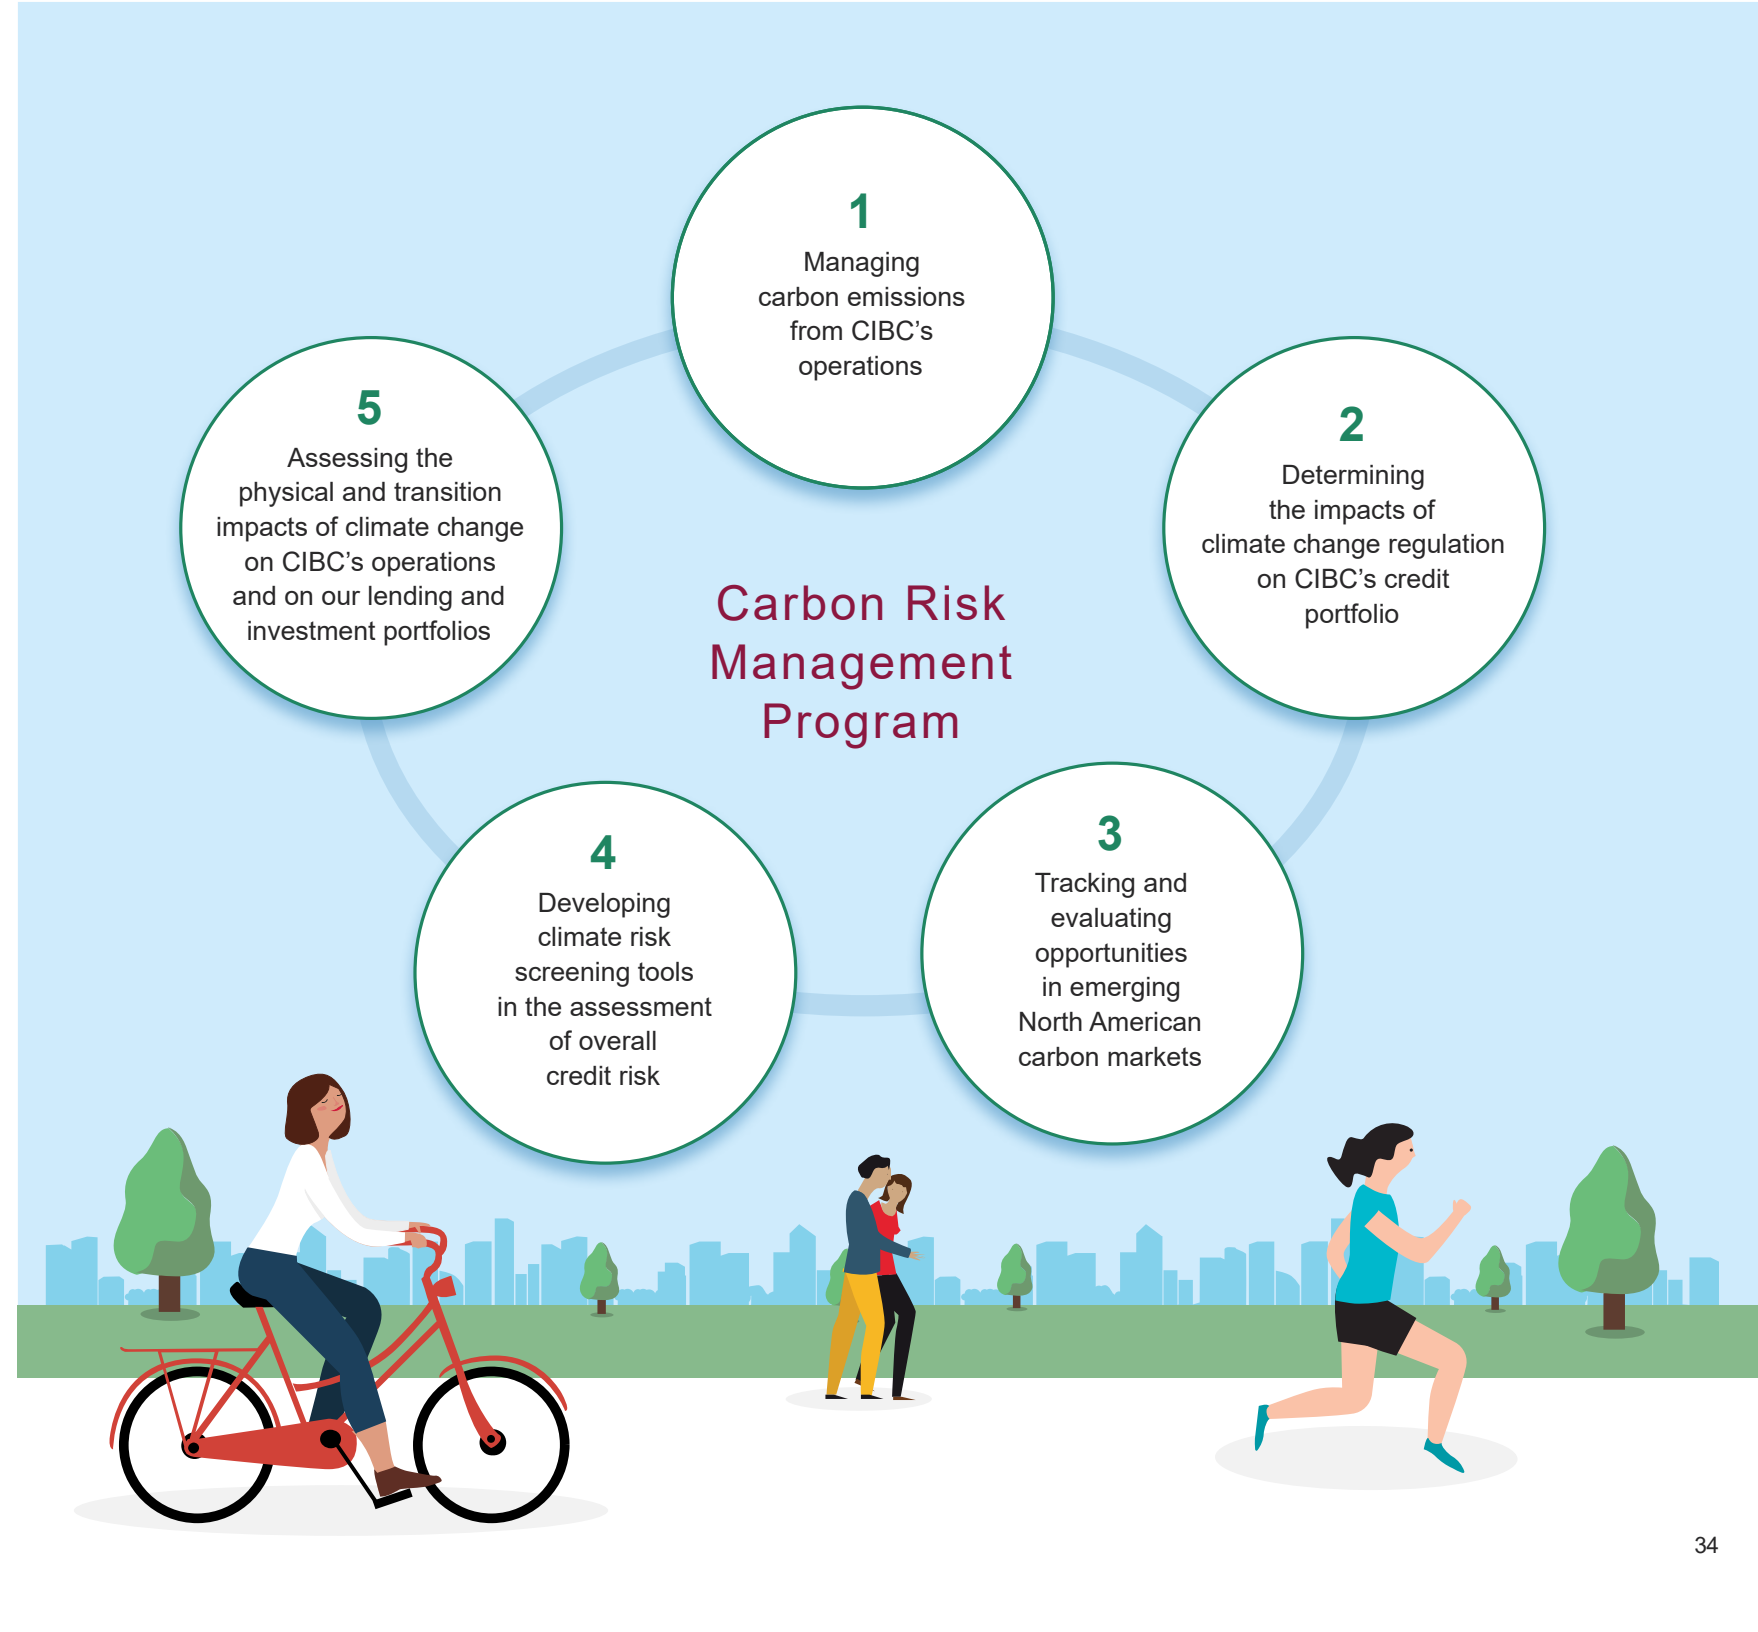 1
Managing
carbon emissions
from CIBC’s
operations
2
Determining
the impacts of
climate change regulation
on CIBC’s credit
portfolio
3
Tracking and
evaluating
opportunities
in emerging
North American
carbon markets
4
Developing
climate risk
screening tools
in the assessment
of overall
credit risk
5
Assessing the
physical and transition
impacts of climate change
on CIBC’s operations
and on our lending and
investment portfolios
Carbon Risk
Management
Program
34